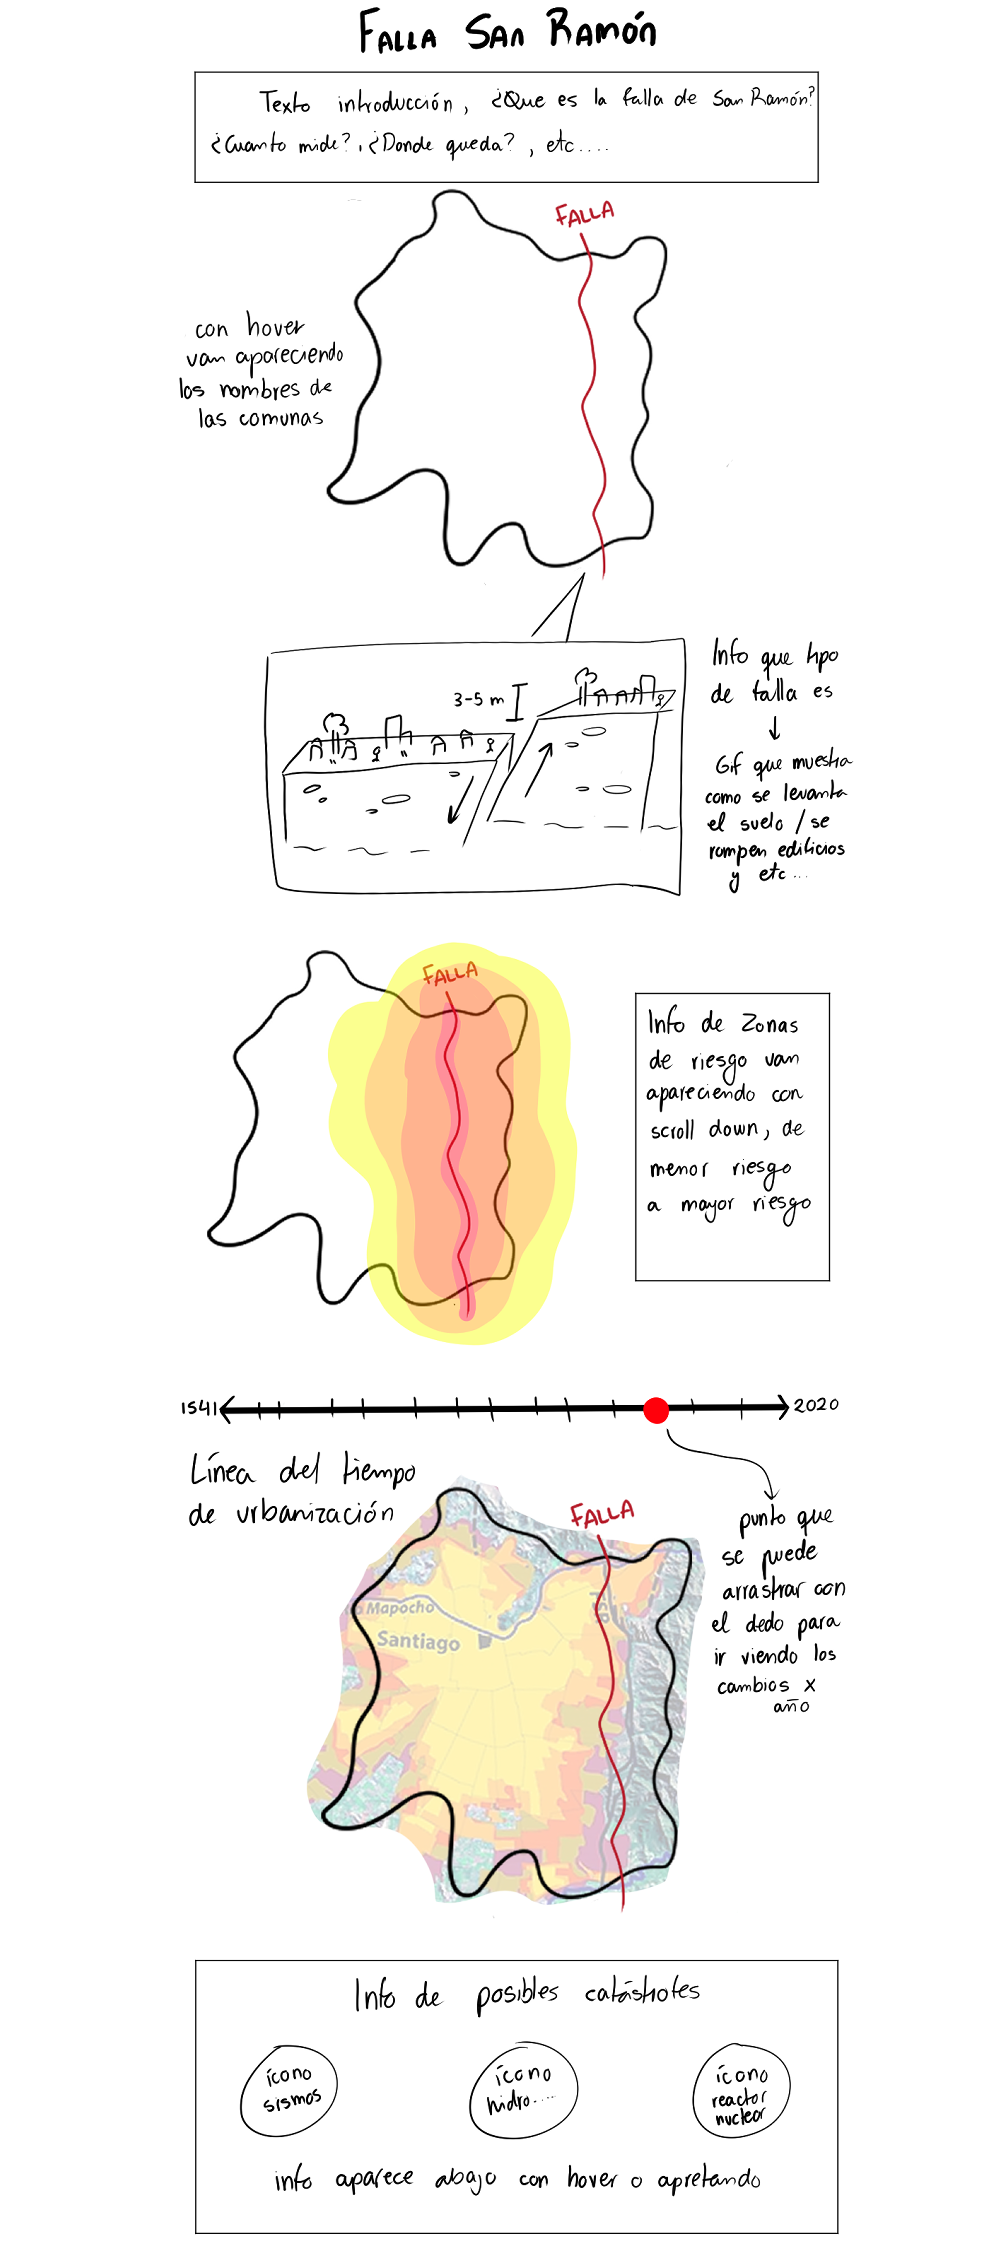 FALLA SAN RAMÓN
Texto introducción, ¿Que es la falla de San Ramón?
¿Cuanto mide?, ¿Donde queda?, etc....
FALLA
con hover
van apareciendo
los nombres de
las comunas
3-5 m
Info que tipo
de falla es
Gif que muestra
como se levanta
el suelo / se
rompen edificios
y etc...
FALLA
Info de Zonas
de riesgo van
apareciendo con
scroll down, de
menor riesgo
a mayor riesgo
1541
2020
Línea del tiempo
de urbanización
FALLA
Mapocho
Santiago
punto que
se puede
arrastrar con
el dedo para
ir viendo los
cambios x
año
Info de posibles catástrofes
ícono
sismos
ícono
hidro....
ícono
reactor
nuclear
info aparece abajo con hover o apretando